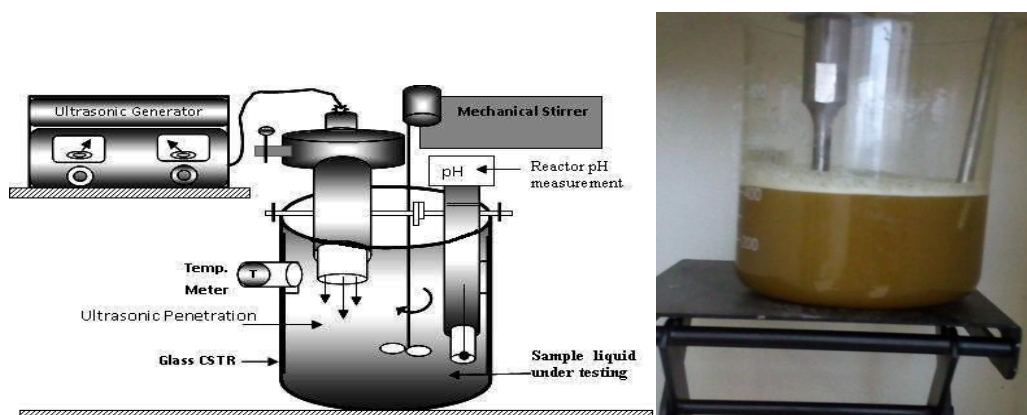 Ultrasonic Generator
Mechanical Stirrer
pH
Reactor pH
measurement
Temp.
Meter
T
Ultrasonic Penetration
Glass CSTR
Sample liquid
under testing